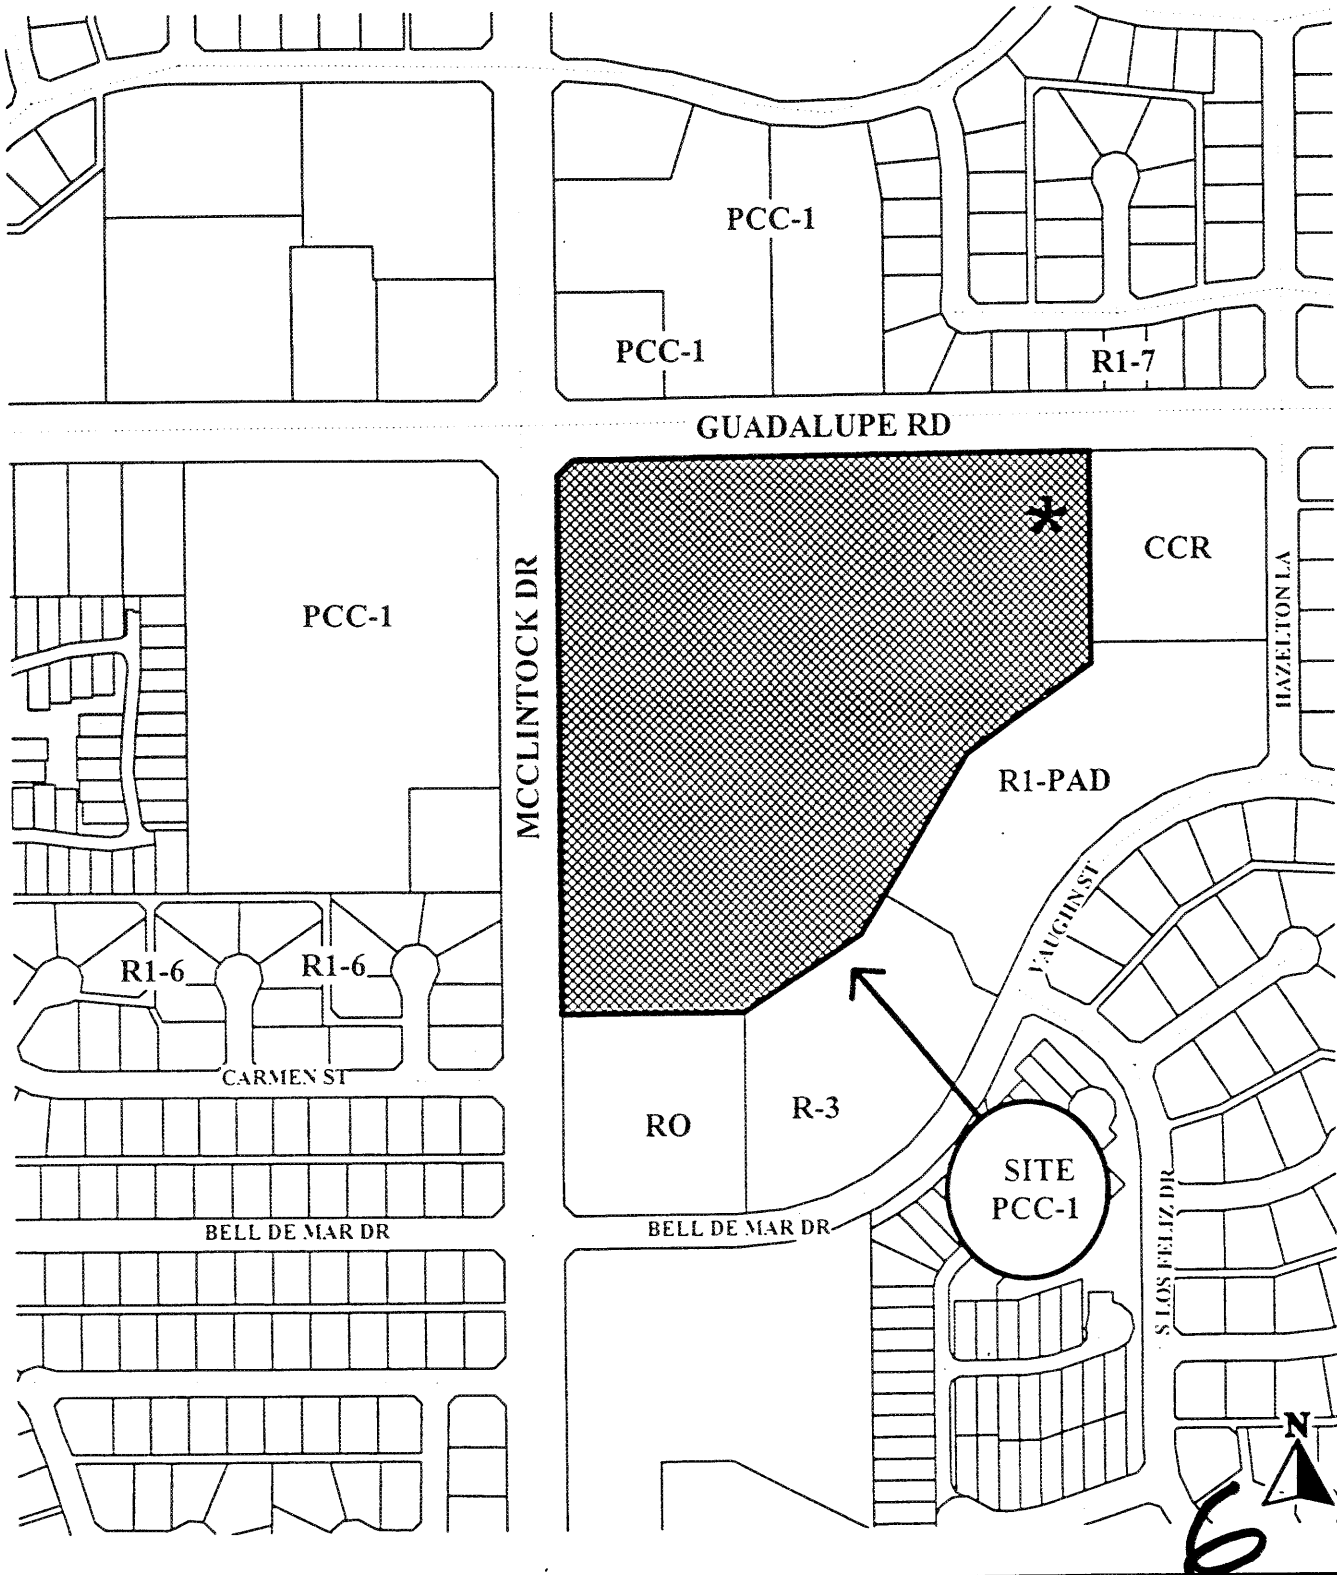 PCC-1
PCC-1
R1-7
GUADALUPE RD
*
CCR
HAZELTON LA
PCC-1
MCCLINTOCK DR
R1-PAD
VAUGHN ST
R1-6
R1-6
CARMEN ST
RO
R-3
SITE
PCC-1
BELL DE MAR DR
BELL DE MAR DR
S LOS FELIZ DR
N
6